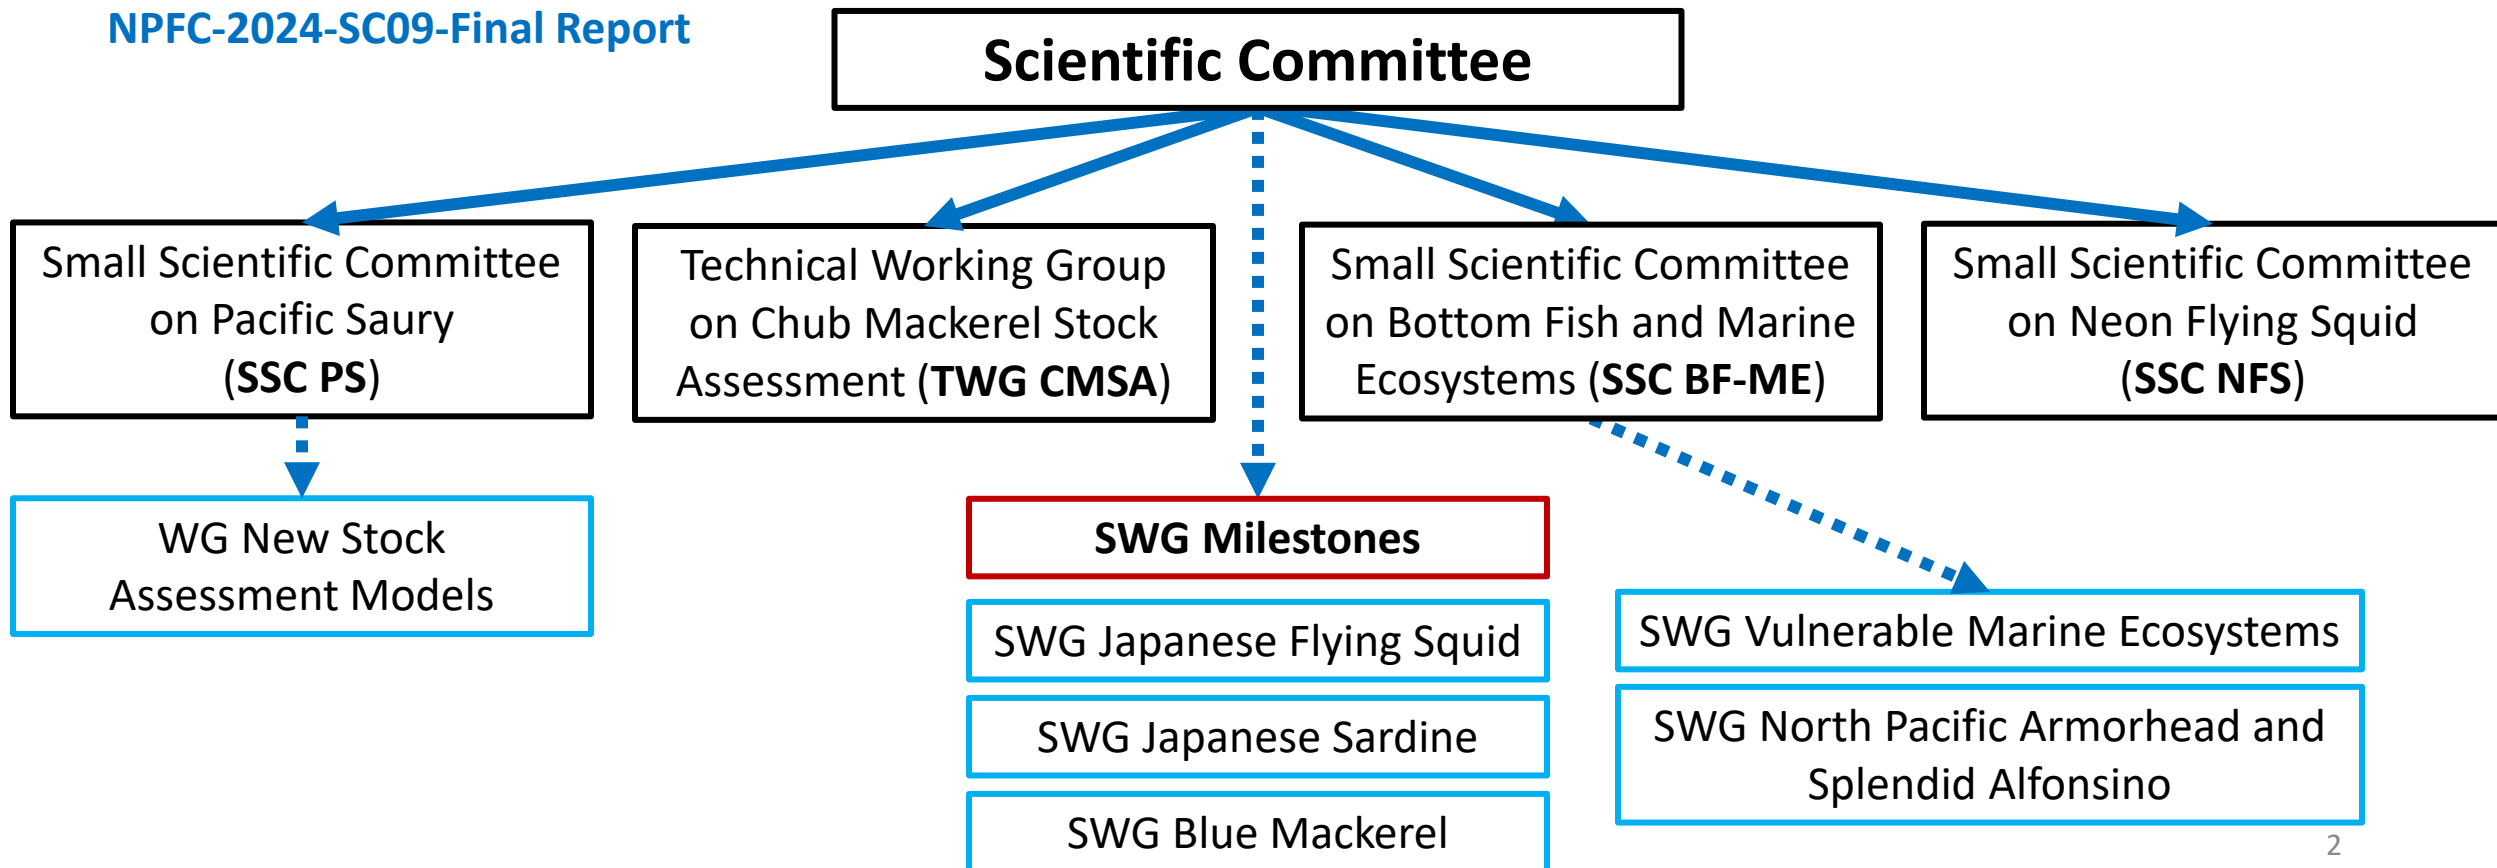 NPFC-2024-SC09-Final Report
Scientific Committee
Small Scientific Committee
on Pacific Saury
(SSC PS)
Technical Working Group
on Chub Mackerel Stock
Assessment (TWG CMSA)
Small Scientific Committee
on Bottom Fish and Marine
Ecosystems (SSC BF-ME)
Small Scientific Committee
on Neon Flying Squid
(SSC NFS)
WG New Stock
Assessment Models
SWG Milestones
SWG Japanese Flying Squid
SWG Japanese Sardine
SWG Blue Mackerel
SWG Vulnerable Marine Ecosystems
SWG North Pacific Armorhead and
Splendid Alfonsino
2